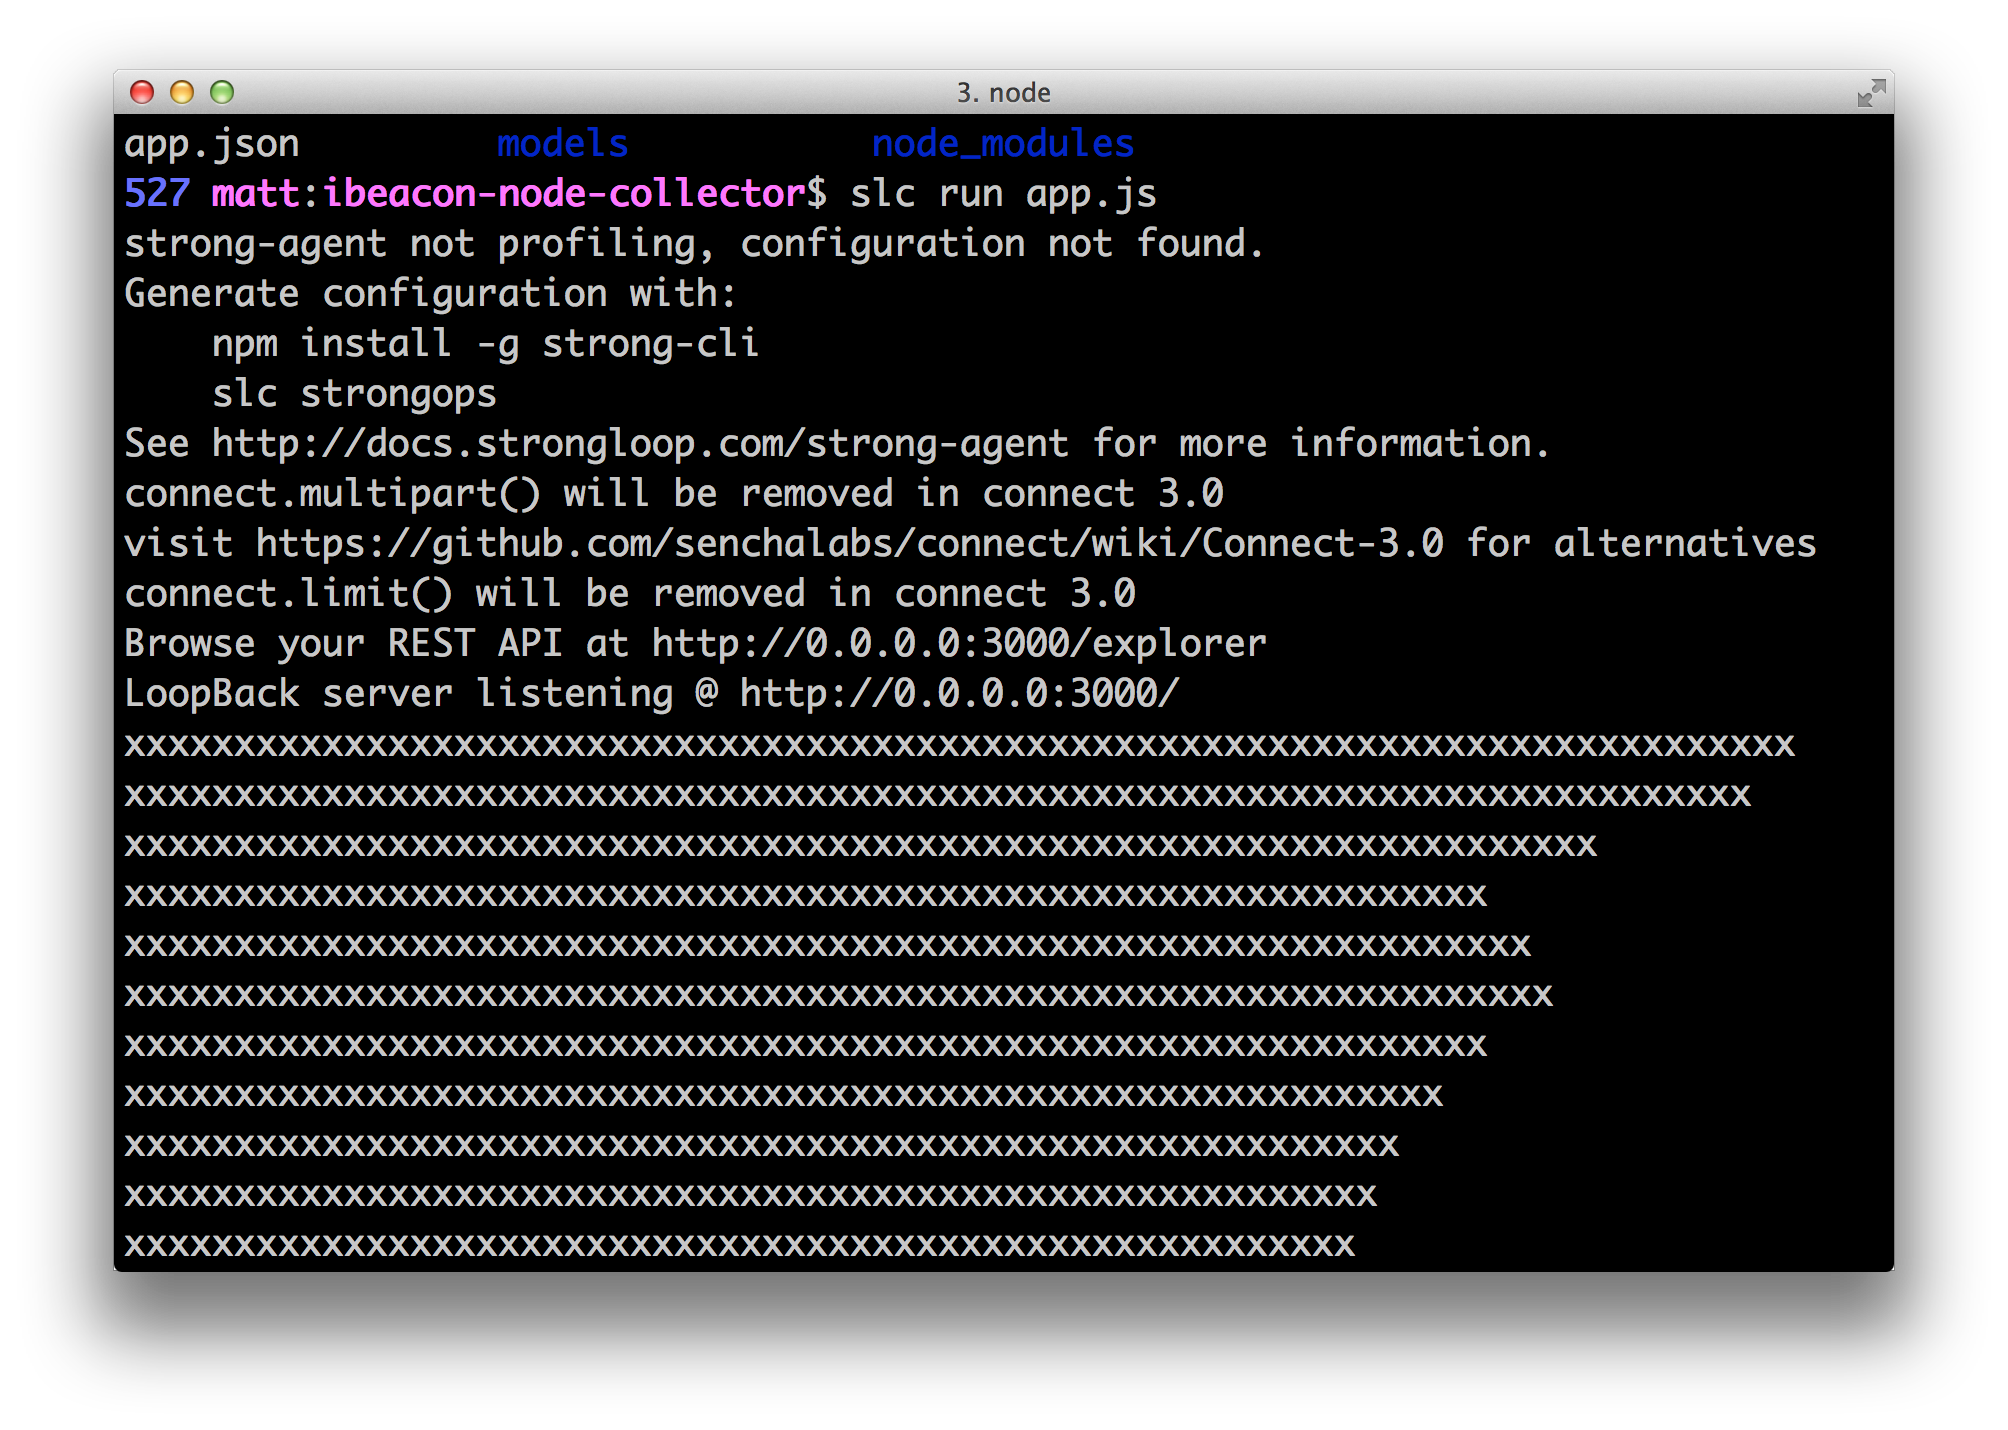 3. node
app.json models node_modules
527 matt:ibeacon-node-collector$ slc run app.js
strong-agent not profiling, configuration not found.
Generate configuration with:
npm install -g strong-cli
slc strongops
See http://docs.strongloop.com/strong-agent for more information.
connect.multipart() will be removed in connect 3.0
visit https://github.com/senchalabs/connect/wiki/Connect-3.0 for alternatives
connect.limit() will be removed in connect 3.0
Browse your REST API at http://0.0.0.0:3000/explorer
LoopBack server listening @ http://0.0.0.0:3000/
xxxxxxxxxxxxxxxxxxxxxxxxxxxxxxxxxxxxxxxxxxxxxxxxxxxxxxxxxxxxxxxxxxxxxxxxxxxx
xxxxxxxxxxxxxxxxxxxxxxxxxxxxxxxxxxxxxxxxxxxxxxxxxxxxxxxxxxxxxxxxxxxxxxxxxx
xxxxxxxxxxxxxxxxxxxxxxxxxxxxxxxxxxxxxxxxxxxxxxxxxxxxxxxxxxxxxxxxxxx
xxxxxxxxxxxxxxxxxxxxxxxxxxxxxxxxxxxxxxxxxxxxxxxxxxxxxxxxxxxxxx
xxxxxxxxxxxxxxxxxxxxxxxxxxxxxxxxxxxxxxxxxxxxxxxxxxxxxxxxxxxxxxxx
xxxxxxxxxxxxxxxxxxxxxxxxxxxxxxxxxxxxxxxxxxxxxxxxxxxxxxxxxxxxxxxxx
xxxxxxxxxxxxxxxxxxxxxxxxxxxxxxxxxxxxxxxxxxxxxxxxxxxxxxxxxxxxxx
xxxxxxxxxxxxxxxxxxxxxxxxxxxxxxxxxxxxxxxxxxxxxxxxxxxxxxxxxxxx
xxxxxxxxxxxxxxxxxxxxxxxxxxxxxxxxxxxxxxxxxxxxxxxxxxxxxxxxxx
xxxxxxxxxxxxxxxxxxxxxxxxxxxxxxxxxxxxxxxxxxxxxxxxxxxxxxxxx
xxxxxxxxxxxxxxxxxxxxxxxxxxxxxxxxxxxxxxxxxxxxxxxxxxxxxxxx